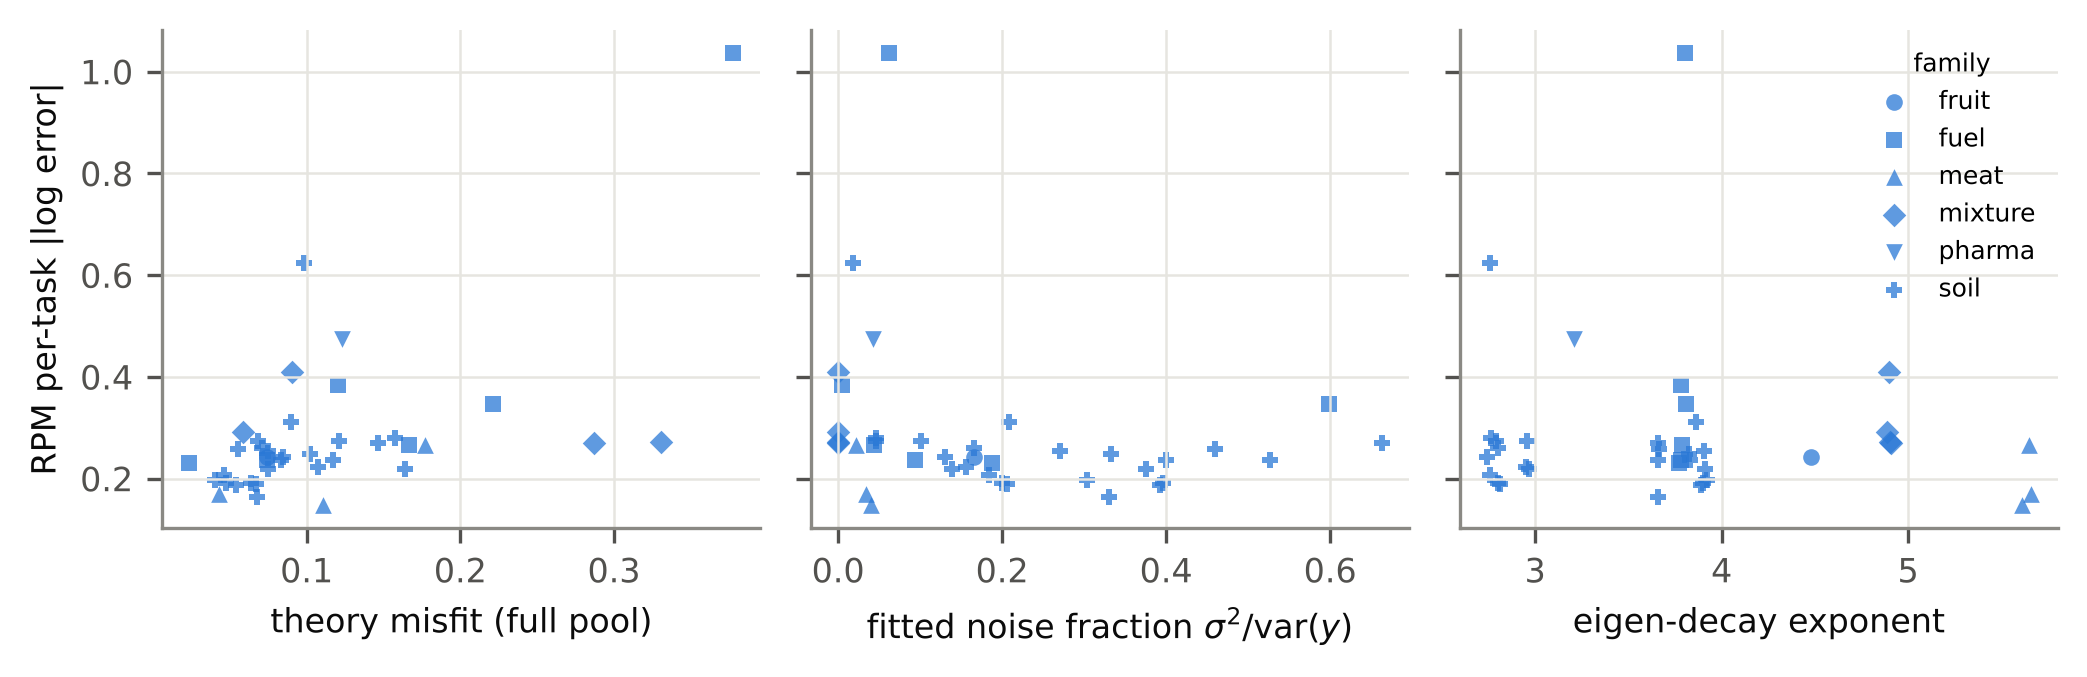 RPM per-task |log error|
1.0
0.8
0.6
0.4
0.2
0.1 0.2 0.3
theory misfit (full pool)
0.0 0.2 0.4 0.6
fitted noise fraction σ²/var(y)
3 4 5
eigen-decay exponent
family
fruit
fuel
meat
mixture
pharma
soil